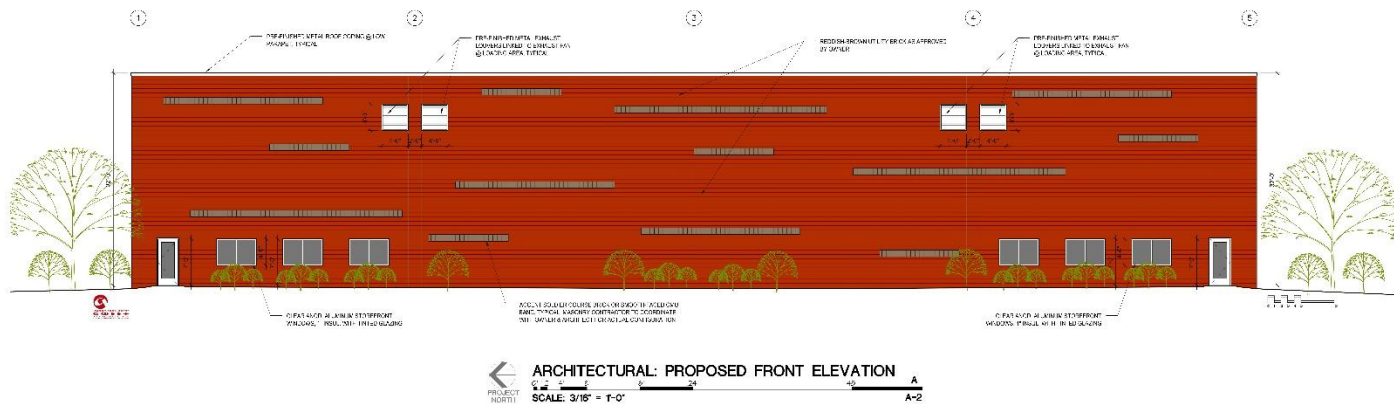 1
2
3
4
5
PRE-FINISHED METAL ROOF COPING @ LOW
PARAPET, TYPICAL
PRE-FINISHED METAL EXHAUST
LOUVERS LINKED TO EXHAUST FAN
@ LOADING AREA, TYPICAL
REDDISH-BROWN UTILITY BRICK AS APPROVED
BY OWNER
PRE-FINISHED METAL EXHAUST
LOUVERS LINKED TO EXHAUST FAN
@ LOADING AREA, TYPICAL
CLEAR ANOD. ALUMINUM STOREFRONT
WINDOWS, 1" INSUL. WITH TINTED GLAZING
ACCENT SOLDIER COURSE BRICK OR SMOOTH FACED CMU
BAND, TYPICAL. MASONRY CONTRACTOR TO COORDINATE
WITH OWNER & ARCHITECT FOR ACTUAL CONFIGURATION
CLEAR ANOD. ALUMINUM STOREFRONT
WINDOWS, 1" INSUL. WITH TINTED GLAZING
PROJECT
NORTH
ARCHITECTURAL: PROPOSED FRONT ELEVATION
A
SCALE: 3/16" = 1'-0"
A-2